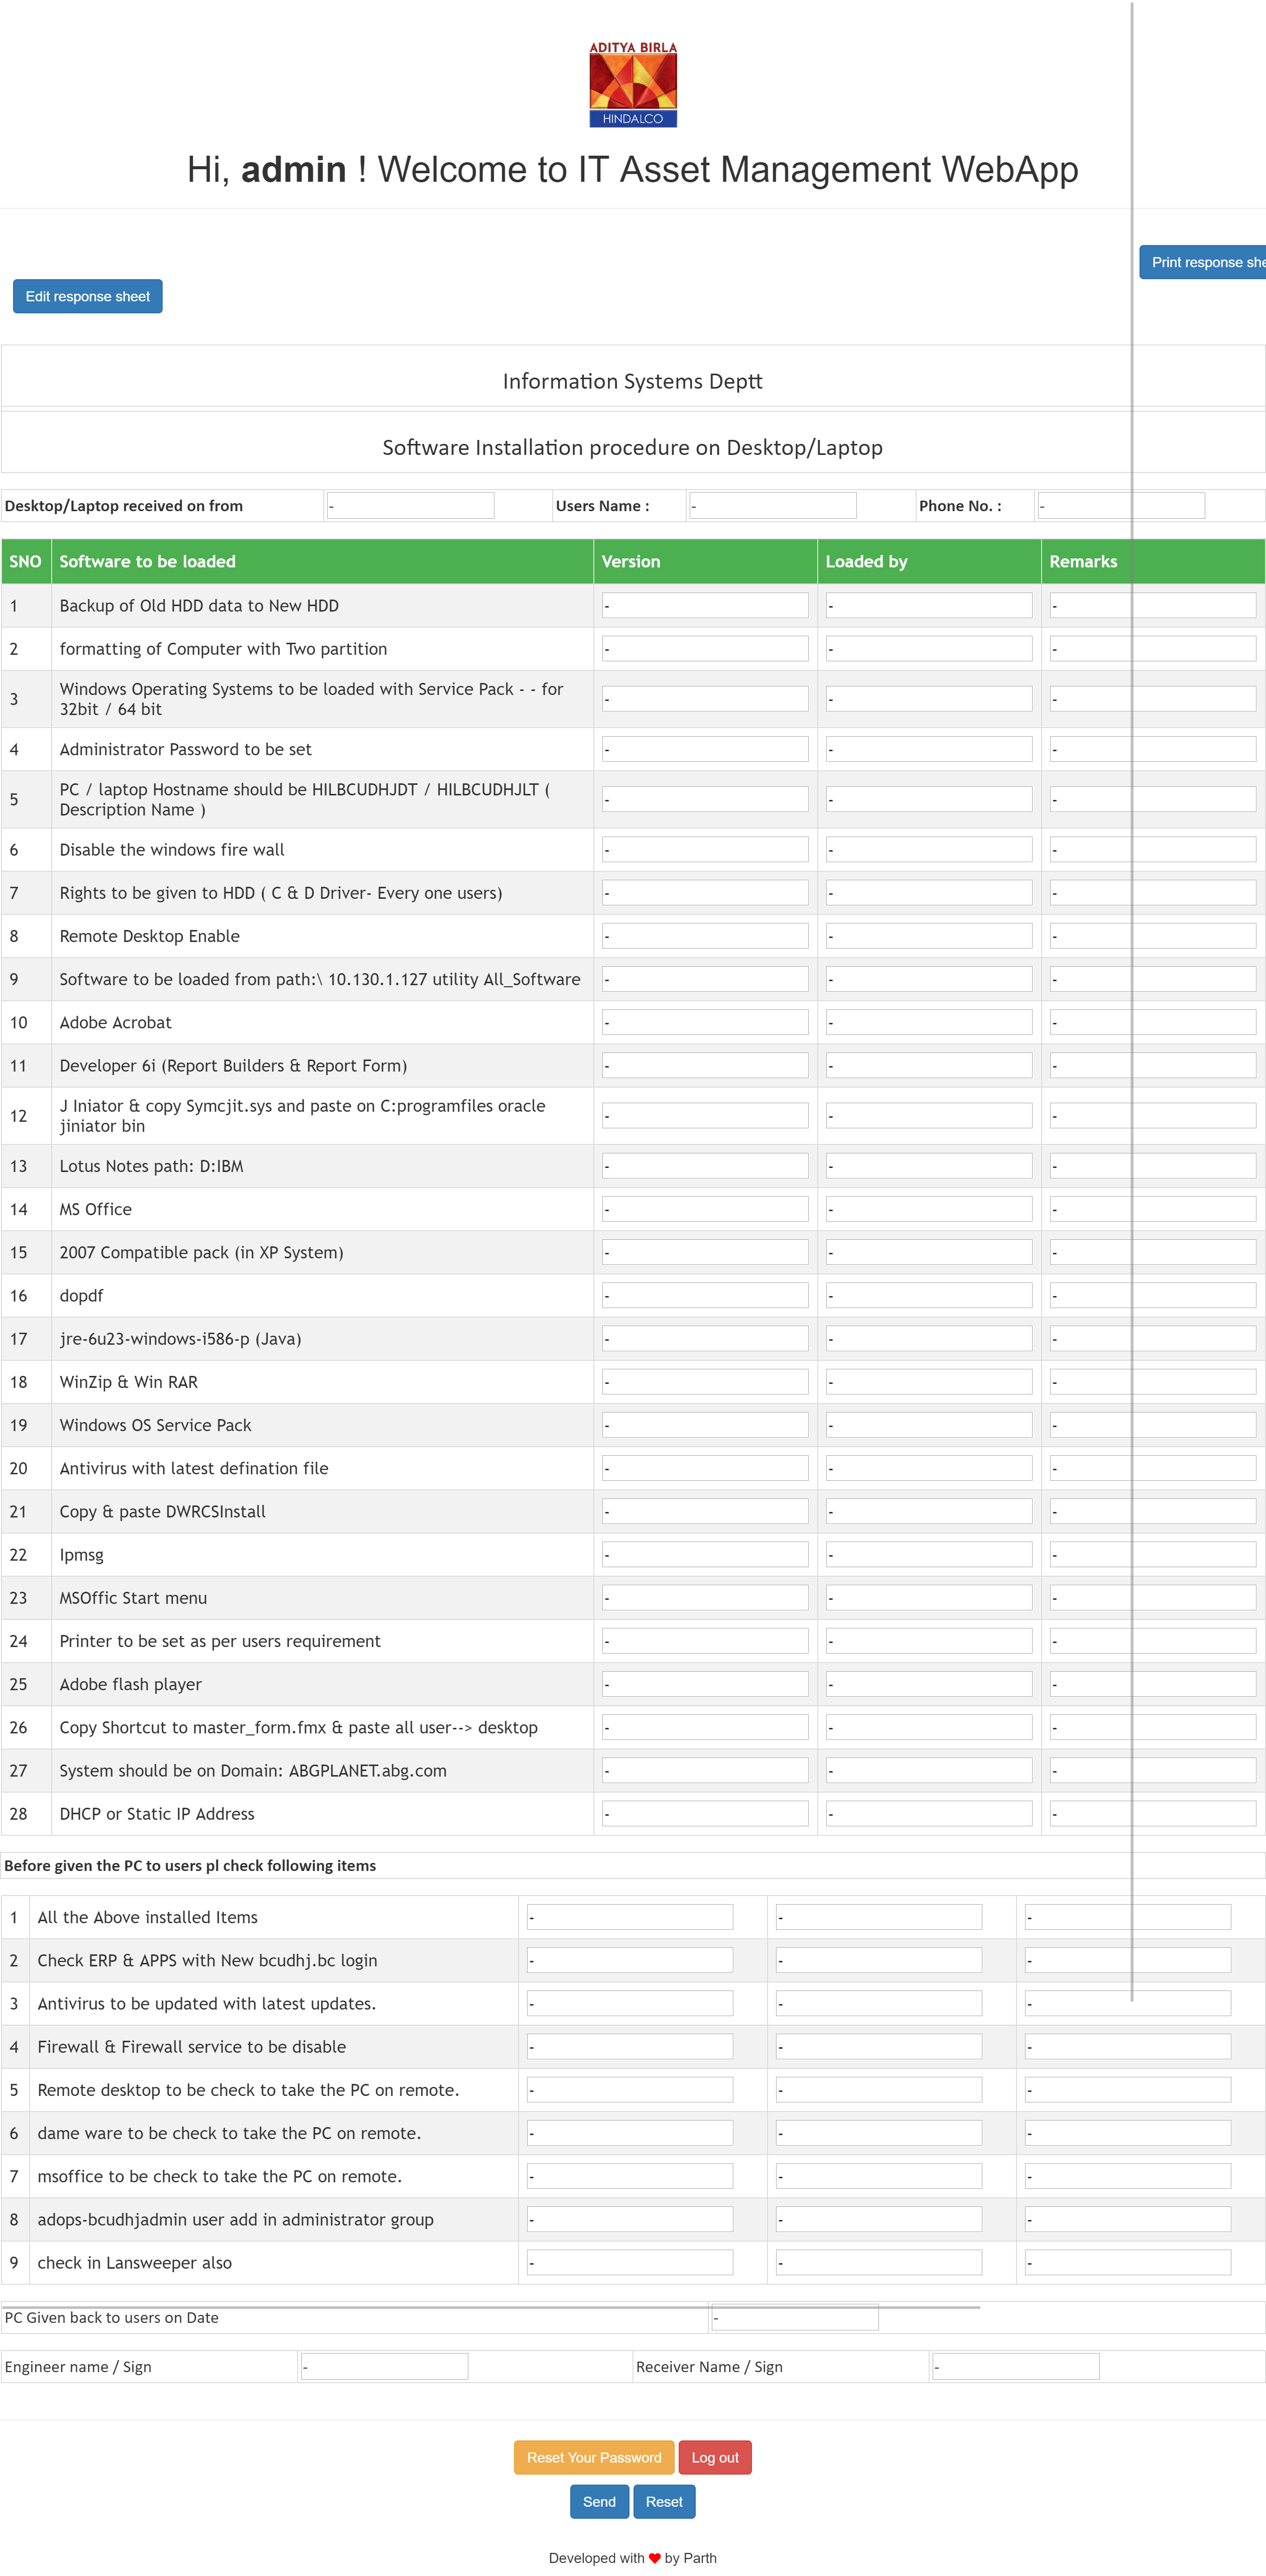 ADITYA BIRLA
HINDALCO
Hi, admin ! Welcome to IT Asset Management WebApp
Print response she
Edit response sheet
Information Systems Deptt
Software Installation procedure on Desktop/Laptop
Desktop/Laptop received on from - Users Name : - Phone No. : -
SNO Software to be loaded Version Loaded by Remarks
1 Backup of Old HDD data to New HDD - - -
2 formatting of Computer with Two partition - - -
3 Windows Operating Systems to be loaded with Service Pack - - for
32bit / 64 bit - - -
4 Administrator Password to be set - - -
5 PC / laptop Hostname should be HILBCUDHJDT / HILBCUDHJLT (
Description Name ) - - -
6 Disable the windows fire wall - - -
7 Rights to be given to HDD ( C & D Driver- Every one users) - - -
8 Remote Desktop Enable - - -
9 Software to be loaded from path:\ 10.130.1.127 utility All_Software - - -
10 Adobe Acrobat - - -
11 Developer 6i (Report Builders & Report Form) - - -
12 J Iniator & copy Symcjit.sys and paste on C:programfiles oracle
jiniator bin - - -
13 Lotus Notes path: D:IBM - - -
14 MS Office - - -
15 2007 Compatible pack (in XP System) - - -
16 dopdf - - -
17 jre-6u23-windows-i586-p (Java) - - -
18 WinZip & Win RAR - - -
19 Windows OS Service Pack - - -
20 Antivirus with latest defination file - - -
21 Copy & paste DWRCSInstall - - -
22 Ipmsg - - -
23 MSOffic Start menu - - -
24 Printer to be set as per users requirement - - -
25 Adobe flash player - - -
26 Copy Shortcut to master_form.fmx & paste all user--> desktop - - -
27 System should be on Domain: ABGPLANET.abg.com - - -
28 DHCP or Static IP Address - - -
Before given the PC to users pl check following items
1 All the Above installed Items - - -
2 Check ERP & APPS with New bcudhj.bc login - - -
3 Antivirus to be updated with latest updates. - - -
4 Firewall & Firewall service to be disable - - -
5 Remote desktop to be check to take the PC on remote. - - -
6 dame ware to be check to take the PC on remote. - - -
7 msoffice to be check to take the PC on remote. - - -
8 adops-bcudhjadmin user add in administrator group - - -
9 check in Lansweeper also - - -
PC Given back to users on Date -
Engineer name / Sign - Receiver Name / Sign -
Reset Your Password Log out
Send Reset
Developed with ❤ by Parth